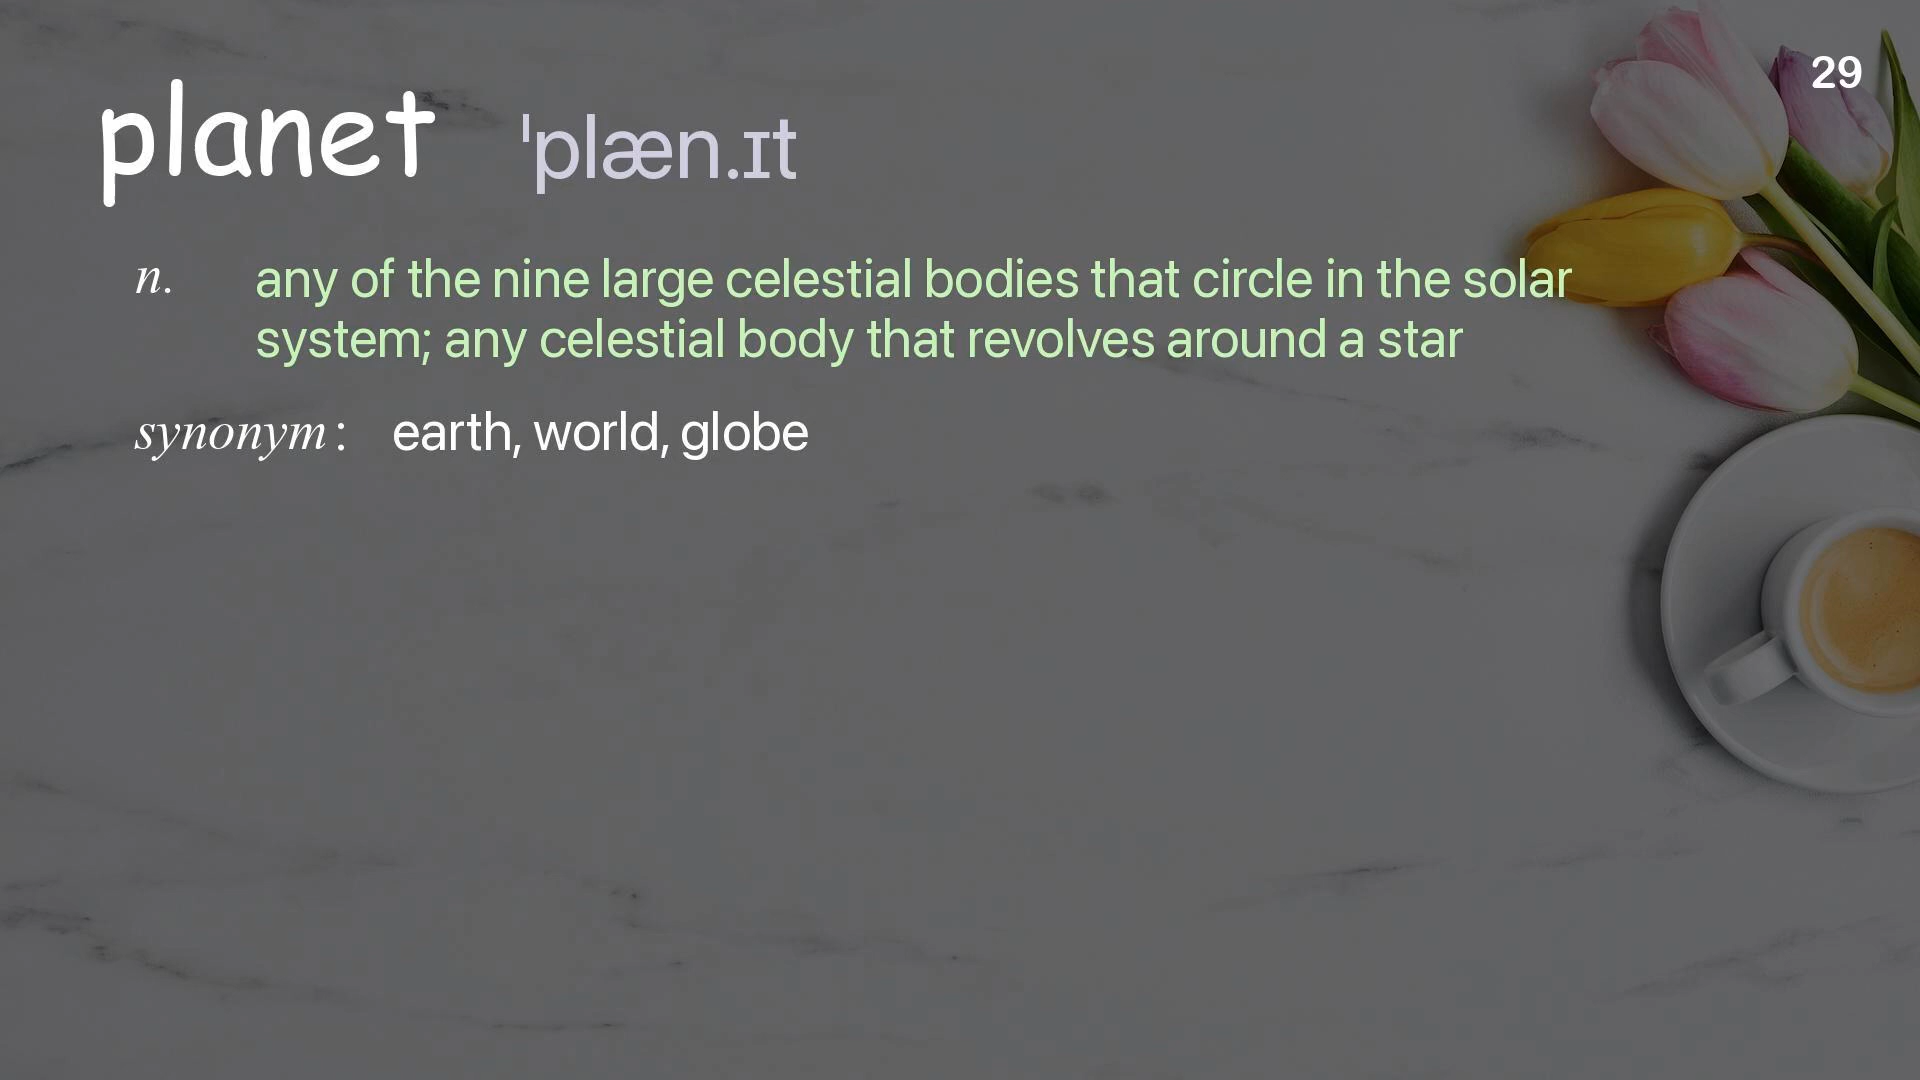 29
planet ˈplæn.ɪt
n. any of the nine large celestial bodies that circle in the solar
system; any celestial body that revolves around a star
synonym : earth, world, globe